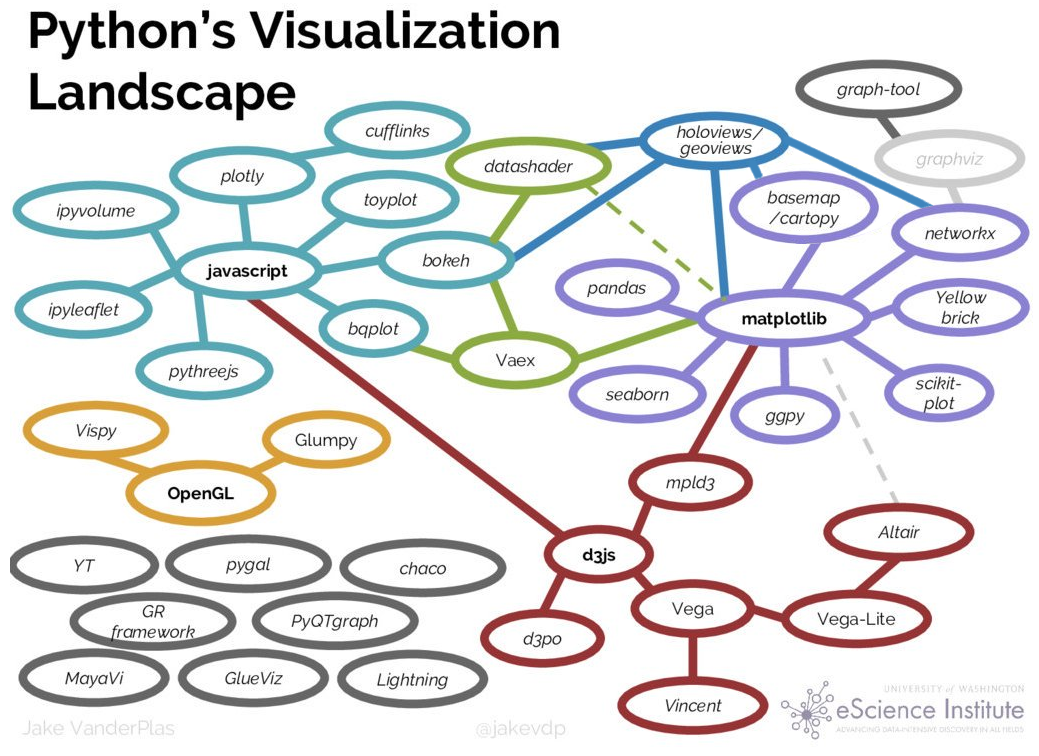 Python's Visualization
Landscape
graph-tool
cufflinks
holoviews/
geoviews
graphviz
datashader
plotly
toyplot
basemap
/cartopy
ipyvolume
networkx
javascript
bokeh
pandas
Yellow
brick
ipyleaflet
bqplot
matplotlib
Vaex
pythreejs
seaborn
ggpy
scikit-
plot
Vispy
Glumpy
OpenGL
mpld3
Altair
d3js
YT
pygal
chaco
GR
framework
PyQTgraph
Vega
Vega-Lite
d3po
MayaVi
GlueViz
Lightning
Vincent
UNIVERSITY of WASHINGTON
eScience Institute
ADVANCING DATA-INTENSIVE DISCOVERY IN ALL FIELDS
Jake VanderPlas
@jakevdp